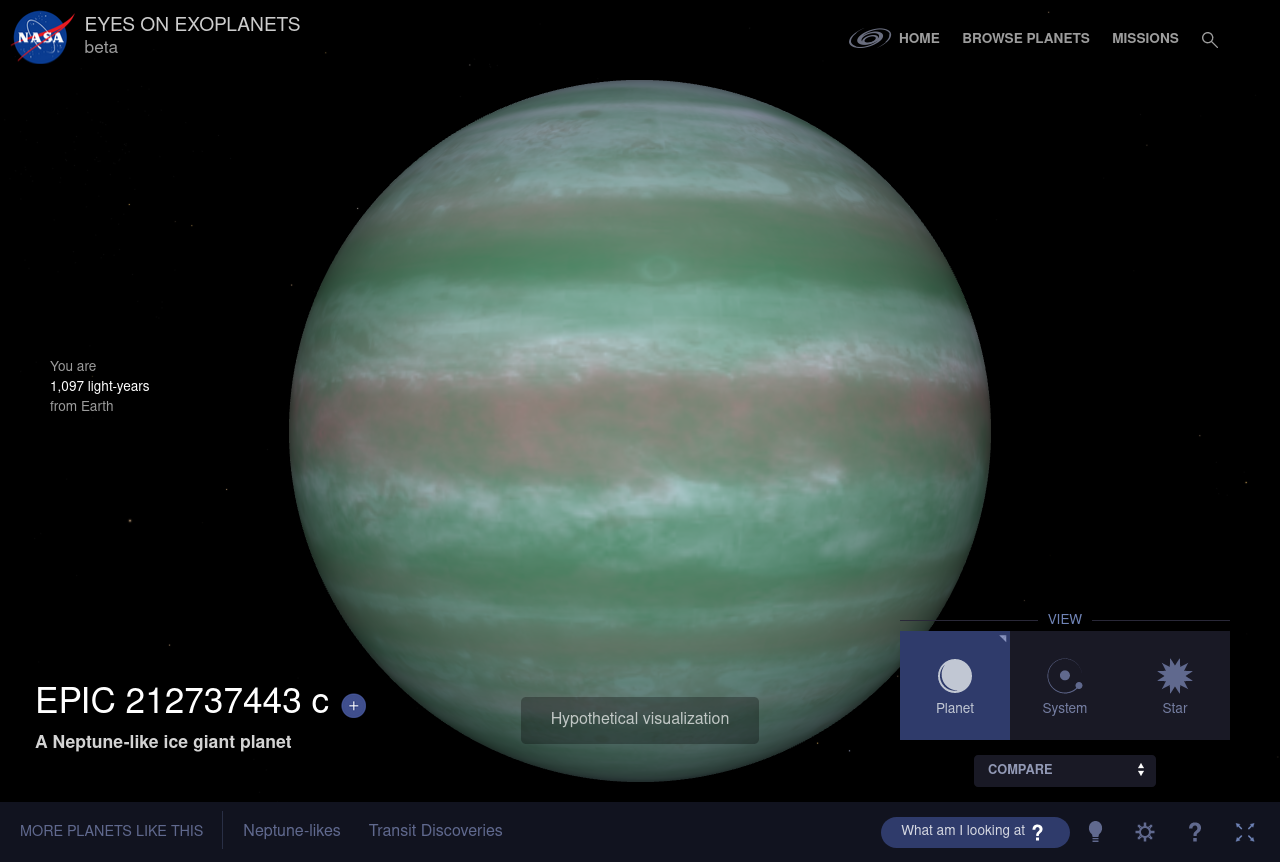 NASA
EYES ON EXOPLANETS
beta
HOME
BROWSE PLANETS
MISSIONS
You are
1,097 light-years
from Earth
EPIC 212737443 c +
A Neptune-like ice giant planet
Hypothetical visualization
VIEW
Planet
System
Star
COMPARE
MORE PLANETS LIKE THIS
Neptune-likes
Transit Discoveries
What am I looking at ?
?